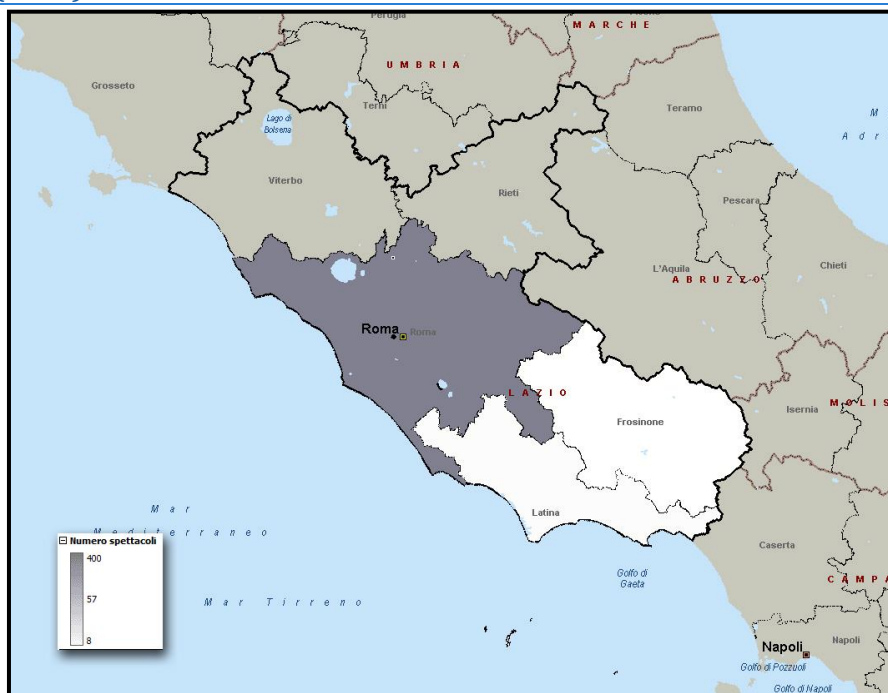 Perugia
MARCHE
UMBRIA
Grosseto
Terni
Teramo
Lago di
Bolsena
M
Adr
Viterbo
Rieti
Pescara
L'Aquila
ABRUZZO
Chieti
Roma
Roma
LAZIO
MOLIS
Isernia
Frosinone
Latina
Mar
Mediterraneo
Numero spettacoli
400
57
8
Caserta
Golfo di
Gaeta
CAMPA
Mar Tirreno
Napoli
Napoli
Golfo di Pozzuoli
Golfo di Napoli